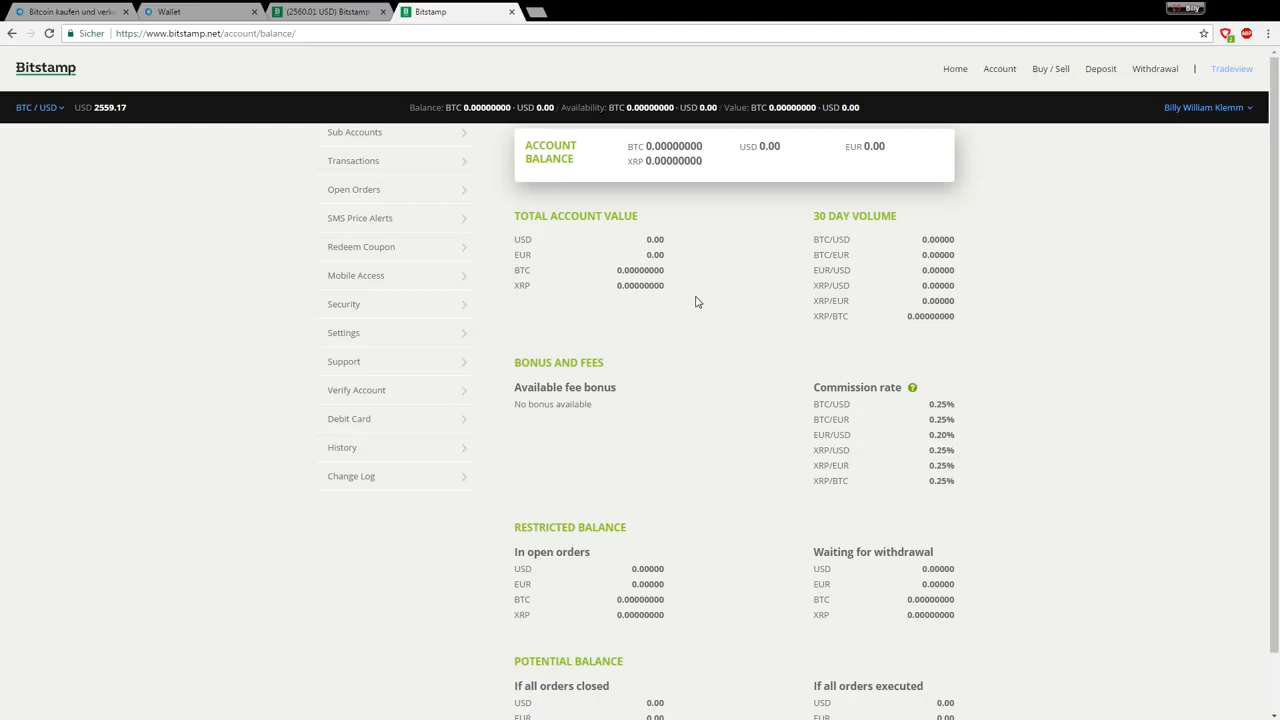 Bitcoin kaufen und verku
Wallet
(2560.01 USD) Bitstamp
Bitstamp
Billy
Sicher
https://www.bitstamp.net/account/balance/
2
ABP
Bitstamp
Home Account Buy / Sell Deposit Withdrawal | Tradeview
BTC / USD USD 2559.17 Balance: BTC 0.00000000 · USD 0.00 / Availability: BTC 0.00000000 · USD 0.00 / Value: BTC 0.00000000 · USD 0.00 Billy William Klemm
Sub Accounts
Transactions
Open Orders
SMS Price Alerts
Redeem Coupon
Mobile Access
Security
Settings
Support
Verify Account
Debit Card
History
Change Log
ACCOUNT
BALANCE
BTC 0.00000000 USD 0.00 EUR 0.00
XRP 0.00000000
TOTAL ACCOUNT VALUE
USD 0.00
EUR 0.00
BTC 0.00000000
XRP 0.00000000
30 DAY VOLUME
BTC/USD 0.00000
BTC/EUR 0.00000
EUR/USD 0.00000
XRP/USD 0.00000
XRP/EUR 0.00000
XRP/BTC 0.00000000
BONUS AND FEES
Available fee bonus
No bonus available
Commission rate ?
BTC/USD 0.25%
BTC/EUR 0.25%
EUR/USD 0.20%
XRP/USD 0.25%
XRP/EUR 0.25%
XRP/BTC 0.25%
RESTRICTED BALANCE
In open orders
USD 0.00000
EUR 0.00000
BTC 0.00000000
XRP 0.00000000
Waiting for withdrawal
USD 0.00000
EUR 0.00000
BTC 0.00000000
XRP 0.00000000
POTENTIAL BALANCE
If all orders closed
USD 0.00
EUR 0.00
If all orders executed
USD 0.00
EUR 0.00